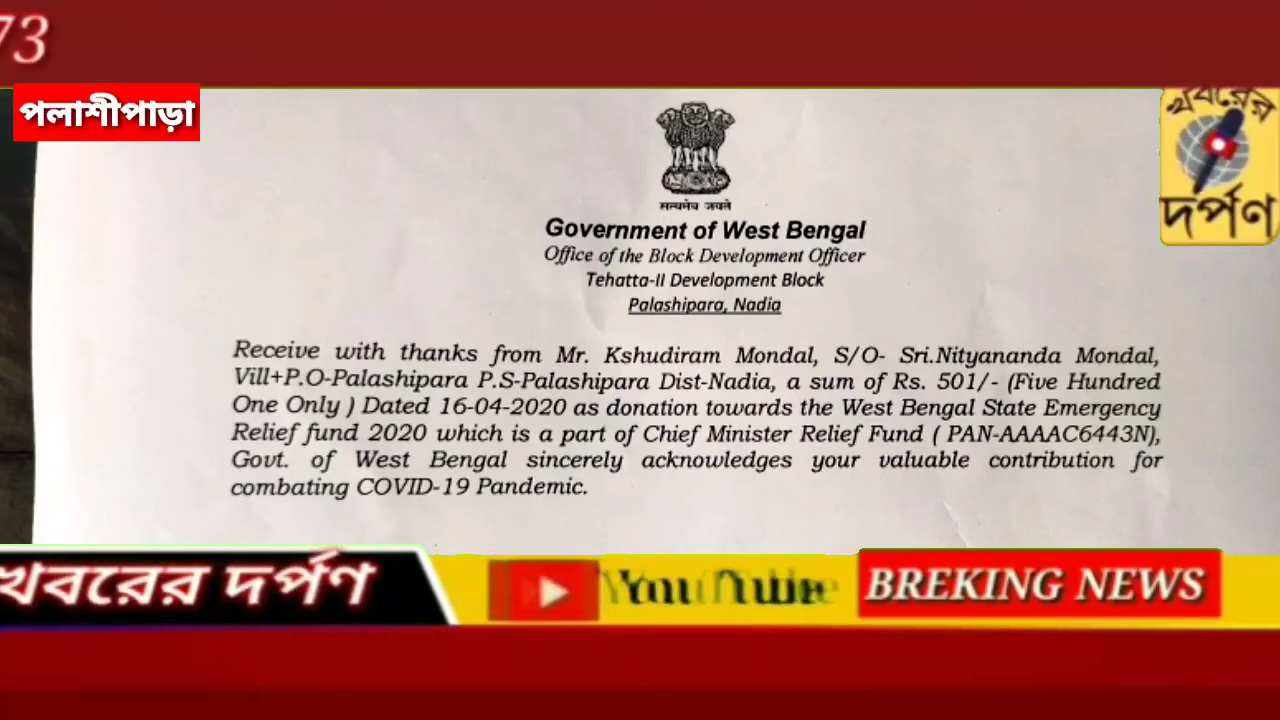 73
পলাশীপাড়া
খবরের
দর্পণ
सत्यमेव जयते
Government of West Bengal
Office of the Block Development Officer
Tehatta-II Development Block
Palashipara, Nadia
Receive with thanks from Mr. Kshudiram Mondal, S/O- Sri.Nityananda Mondal,
Vill+P.O-Palashipara P.S-Palashipara Dist-Nadia, a sum of Rs. 501/- (Five Hundred
One Only ) Dated 16-04-2020 as donation towards the West Bengal State Emergency
Relief fund 2020 which is a part of Chief Minister Relief Fund ( PAN-AAAAC6443N),
Govt. of West Bengal sincerely acknowledges your valuable contribution for
combating COVID-19 Pandemic.
খবরের দর্পণ
YouTube
BREKING NEWS